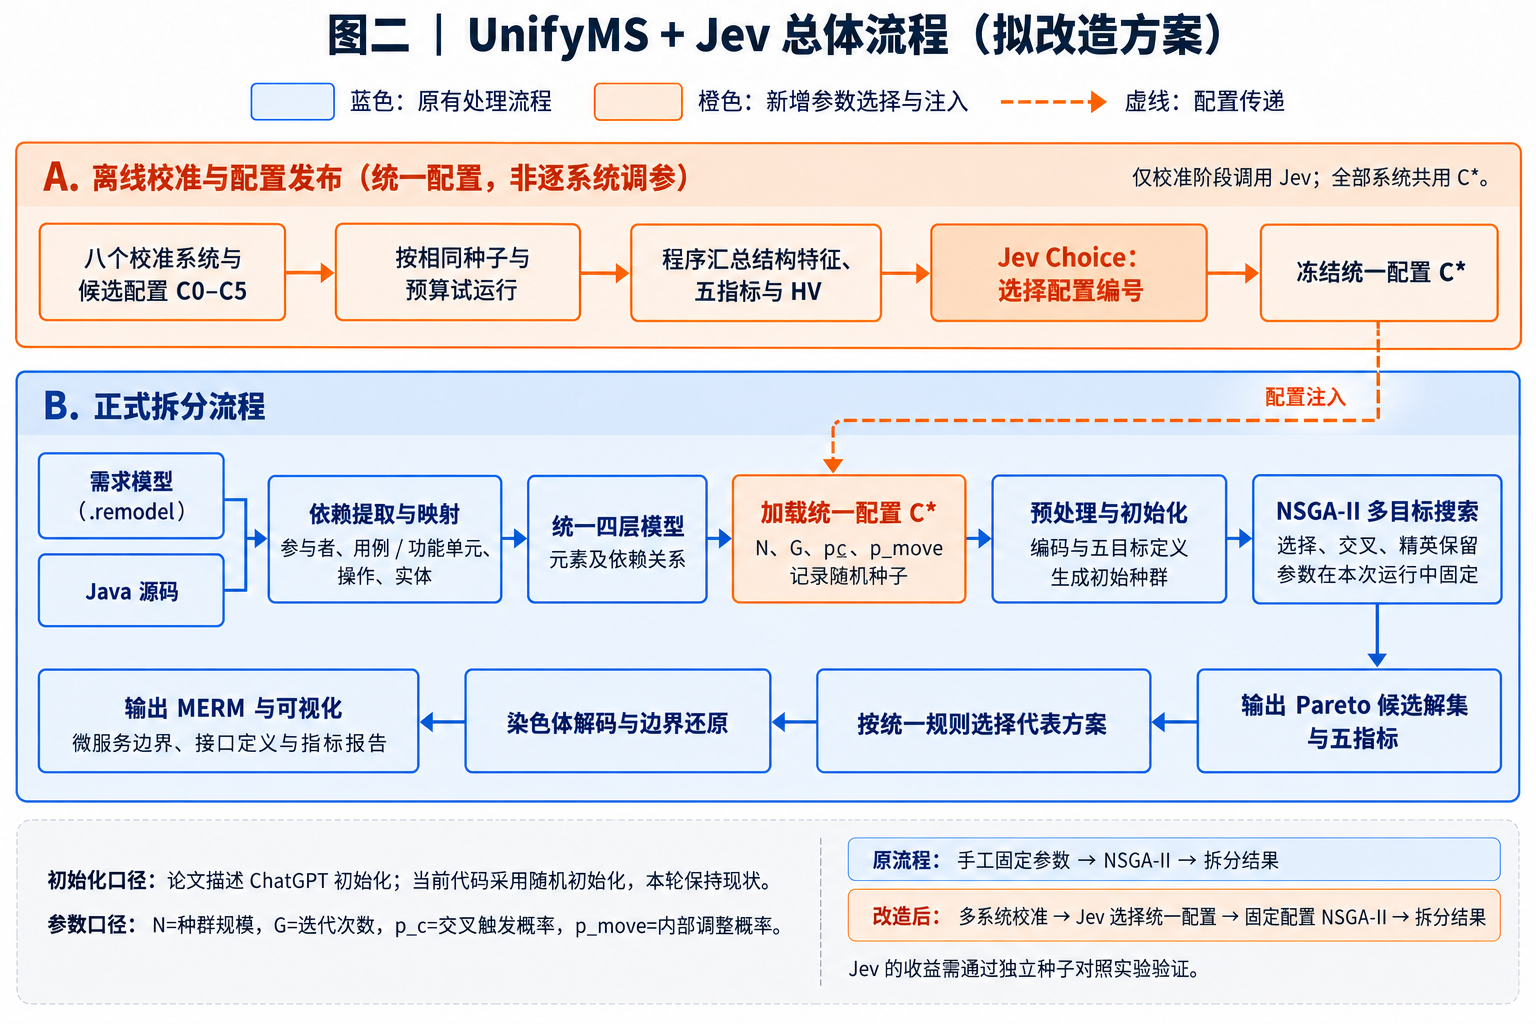 图二｜UnifyMS + Jev 总体流程（拟改造方案）
蓝色：原有处理流程
橙色：新增参数选择与注入
虚线：配置传递
A. 离线校准与配置发布（统一配置，非逐系统调参）
仅校准阶段调用 Jev；全部系统共用 C*。
八个校准系统与
候选配置 C0–C5
按相同种子与
预算试运行
程序汇总结构特征、
五指标与 HV
Jev Choice：
选择配置编号
冻结统一配置 C*
配置注入
B. 正式拆分流程
需求模型
（.remodel）
Java 源码
依赖提取与映射
参与者、用例 / 功能单元、
操作、实体
统一四层模型
元素及依赖关系
加载统一配置 C*
N、G、pc、p_move
记录随机种子
预处理与初始化
编码与五目标定义
生成初始种群
NSGA-II 多目标搜索
选择、交叉、精英保留
参数在本次运行中固定
输出 MERM 与可视化
微服务边界、接口定义与指标报告
染色体解码与边界还原
按统一规则选择代表方案
输出 Pareto 候选解集
与五指标
初始化口径：论文描述 ChatGPT 初始化；当前代码采用随机初始化，本轮保持现状。
参数口径：N=种群规模，G=迭代次数，p_c=交叉触发概率，p_move=内部调整概率。
原流程：手工固定参数 → NSGA-II → 拆分结果
改造后：多系统校准 → Jev 选择统一配置 → 固定配置 NSGA-II → 拆分结果
Jev 的收益需通过独立种子对照实验验证。